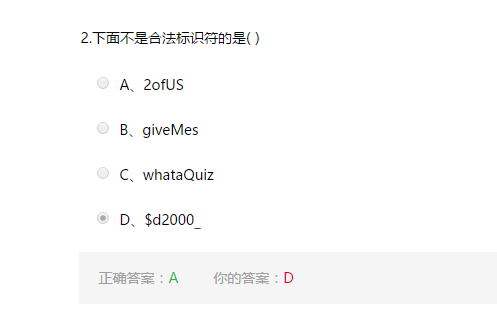 2.下面不是合法标识符的是( )
A、2ofUS
B、giveMes
C、whataQuiz
D、$d2000_
正确答案：A 你的答案：D